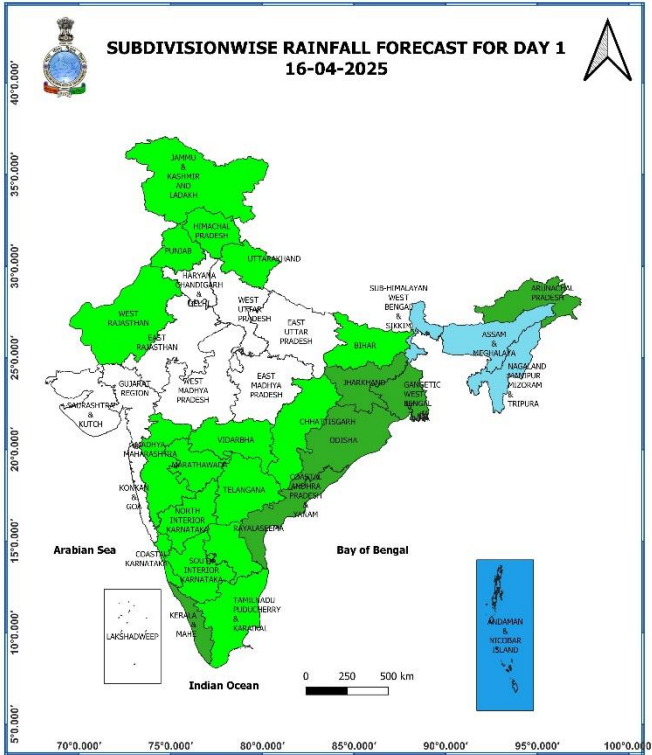 SUBDIVISIONWISE RAINFALL FORECAST FOR DAY 1
16-04-2025
40°0.000'
35°0.000'
30°0.000'
25°0.000'
20°0.000'
15°0.000'
10°0.000'
5°0.000'
JAMMU
&
KASHMIR
AND
LADAKH
HIMACHAL
PRADESH
PUNJAB
UTTARAKHAND
HARYANA
CHANDIGARH
&
DELHI
WEST
UTTAR
PRADESH
EAST
UTTAR
PRADESH
WEST
RAJASTHAN
EAST
RAJASTHAN
SUB-HIMALAYAN
WEST
BENGAL
&
SIKKIM
ARUNACHAL
PRADESH
ASSAM
&
MEGHALAYA
NAGALAND
MANIPUR
MIZORAM
&
TRIPURA
BIHAR
JHARKHAND
GANGETIC
WEST
BENGAL
GUJARAT
REGION
SAURASHTRA
&
KUTCH
WEST
MADHYA
PRADESH
EAST
MADHYA
PRADESH
CHHATTISGARH
ODISHA
VIDARBHA
MADHYA
MAHARASHTRA
MARATHAWADA
KONKAN
&
GOA
TELANGANA
COASTAL
ANDHRA
PRADESH
&
YANAM
RAYALASEEMA
NORTH
INTERIOR
KARNATAKA
COASTAL
KARNATAKA
SOUTH
INTERIOR
KARNATAKA
TAMILNADU
PUDUCHERRY
&
KARAIKAL
KERALA
&
MAHE
LAKSHADWEEP
ANDAMAN
&
NICOBAR
ISLAND
Arabian Sea
Bay of Bengal
Indian Ocean
0 250 500 km
70°0.000' 75°0.000' 80°0.000' 85°0.000' 90°0.000' 95°0.000' 100°0.000